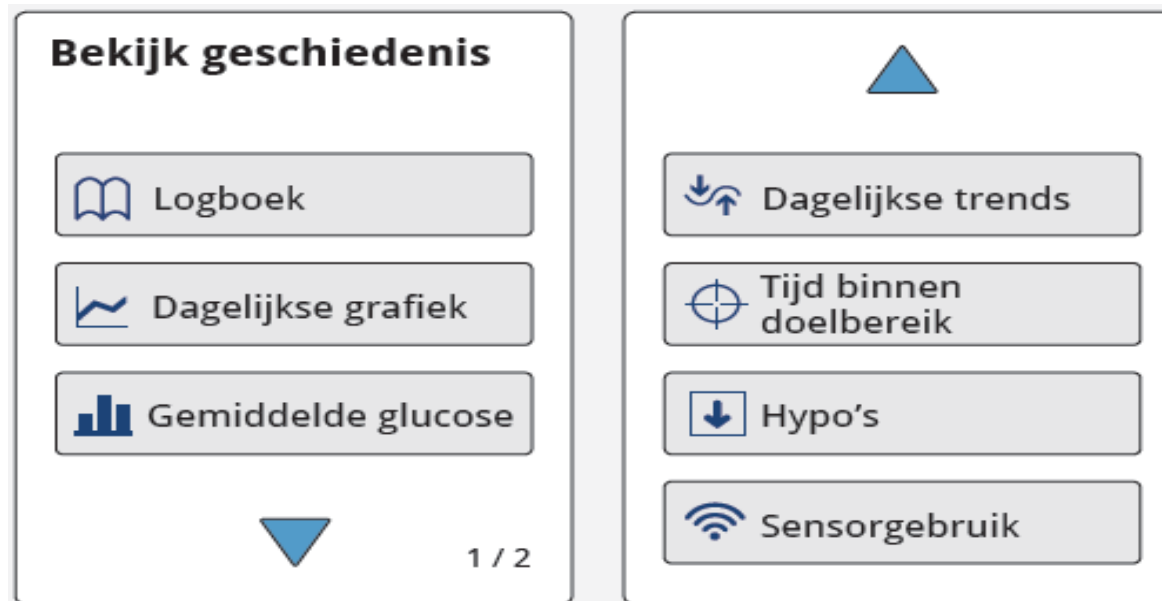 Bekijk geschiedenis
Logboek
Dagelijkse grafiek
Gemiddelde glucose
1 / 2
Dagelijkse trends
Tijd binnen
doelbereik
Hypo’s
Sensorgebruik